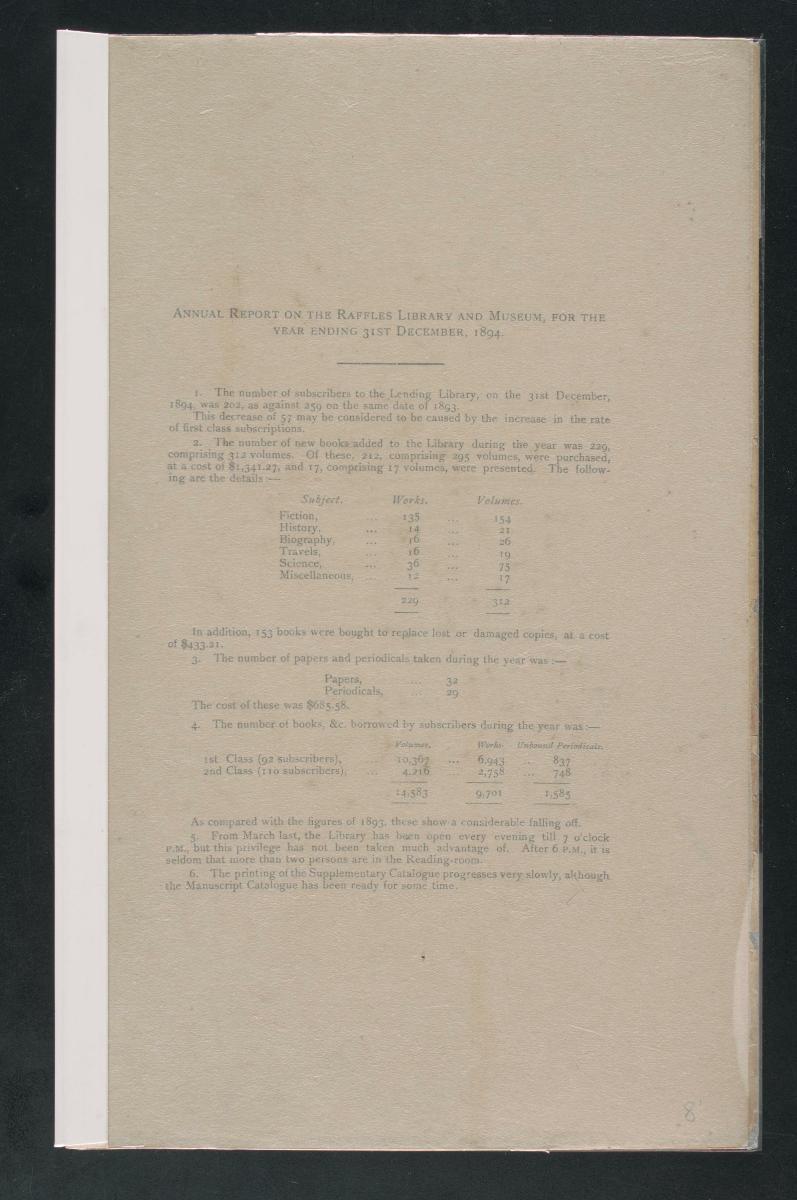 ANNUAL REPORT ON THE RAFFLES LIBRARY AND MUSEUM, FOR THE
YEAR ENDING 31ST DECEMBER, 1894.
1. The number of subscribers to the Lending Library, on the 31st December,
1894, was 202, as against 259 on the same date of 1893.
This decrease of 57 may be considered to be caused by the increase in the rate
of first class subscriptions.
2. The number of new books added to the Library during the year was 229,
comprising 312 volumes. Of these, 212, comprising 295 volumes, were purchased,
at a cost of $1,341.27, and 17, comprising 17 volumes, were presented. The follow-
ing are the details :—
Subject. Works. Volumes.
Fiction, ... 135 ... 154
History, ... 14 ... 21
Biography, ... 16 ... 26
Travels, ... 16 ... 19
Science, ... 36 ... 75
Miscellaneous, ... 12 ... 17
229 312
In addition, 153 books were bought to replace lost or damaged copies, at a cost
of $433.21.
3. The number of papers and periodicals taken during the year was :—
Papers, ... 32
Periodicals, ... 29
The cost of these was $685.58.
4. The number of books, &c. borrowed by subscribers during the year was :—
Volumes. Works. Unbound Periodicals.
1st Class (92 subscribers), ... 10,367 ... 6,943 ... 837
2nd Class (110 subscribers), ... 4,216 ... 2,758 ... 748
14,583 9,701 1,585
As compared with the figures of 1893, these show a considerable falling off.
5. From March last, the Library has been open every evening till 7 o'clock
P.M., but this privilege has not been taken much advantage of. After 6 P.M., it is
seldom that more than two persons are in the Reading-room.
6. The printing of the Supplementary Catalogue progresses very slowly, although
the Manuscript Catalogue has been ready for some time.
8